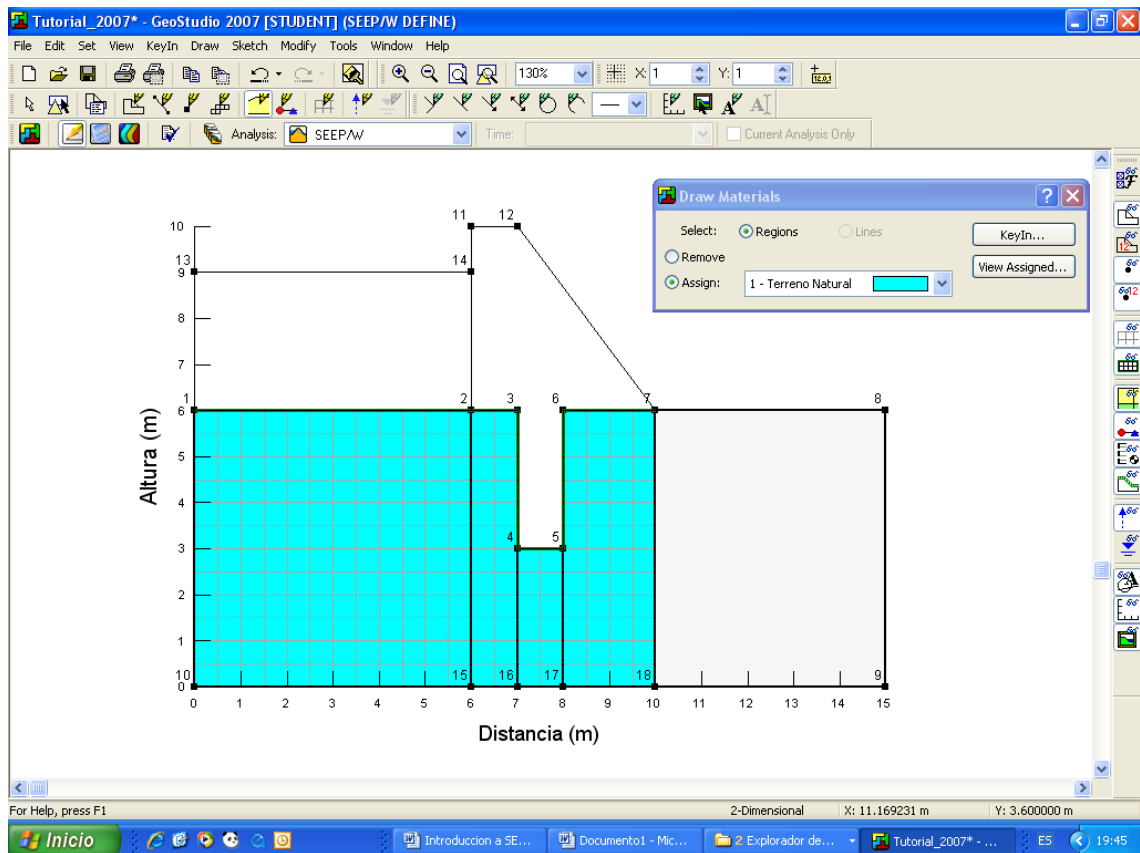 Tutorial_2007* - GeoStudio 2007 [STUDENT] (SEEP/W DEFINE)
File Edit Set View KeyIn Draw Sketch Modify Tools Window Help
130% X: 1 Y: 1
Analysis: SEEP/W Time: Current Analysis Only
Draw Materials
Select: Regions Lines KeyIn...
Remove
Assign: 1 - Terreno Natural View Assigned...
11 12
10
13 14
9
8
7
1 2 3 6 7 8
6
5
4
4 5
3
2
1
10 15 16 17 18 9
0
0 1 2 3 4 5 6 7 8 9 10 11 12 13 14 15
Altura (m)
Distancia (m)
For Help, press F1 2-Dimensional X: 11.169231 m Y: 3.600000 m
Inicio Introduccion a SE... Documento1 - Mic... 2 Explorador de... Tutorial_2007* - ... ES 19:45